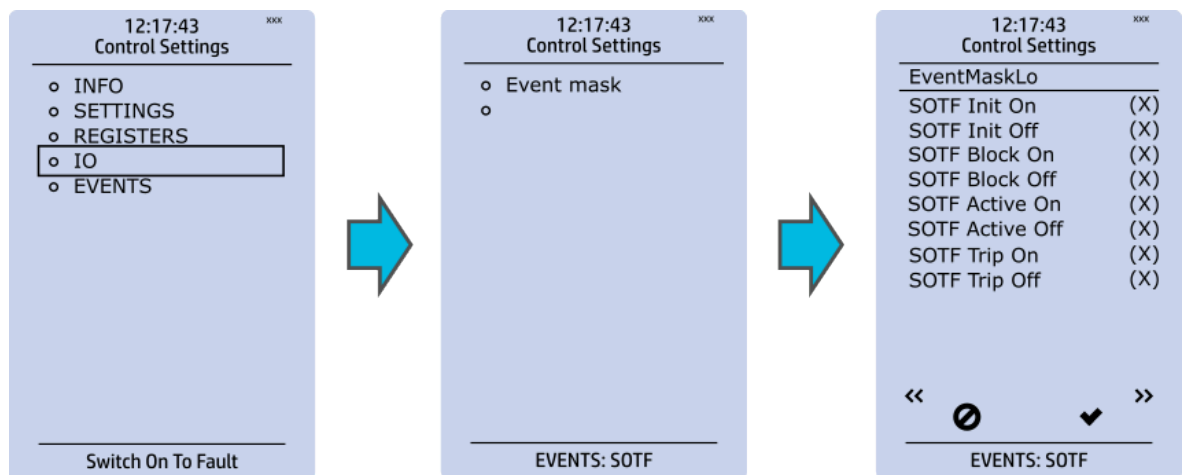 12:17:43 xxx
Control Settings
INFO
SETTINGS
REGISTERS
IO
EVENTS
Switch On To Fault
12:17:43 xxx
Control Settings
Event mask
EVENTS: SOTF
12:17:43 xxx
Control Settings
EventMaskLo
SOTF Init On (X)
SOTF Init Off (X)
SOTF Block On (X)
SOTF Block Off (X)
SOTF Active On (X)
SOTF Active Off (X)
SOTF Trip On (X)
SOTF Trip Off (X)
<< >>
EVENTS: SOTF